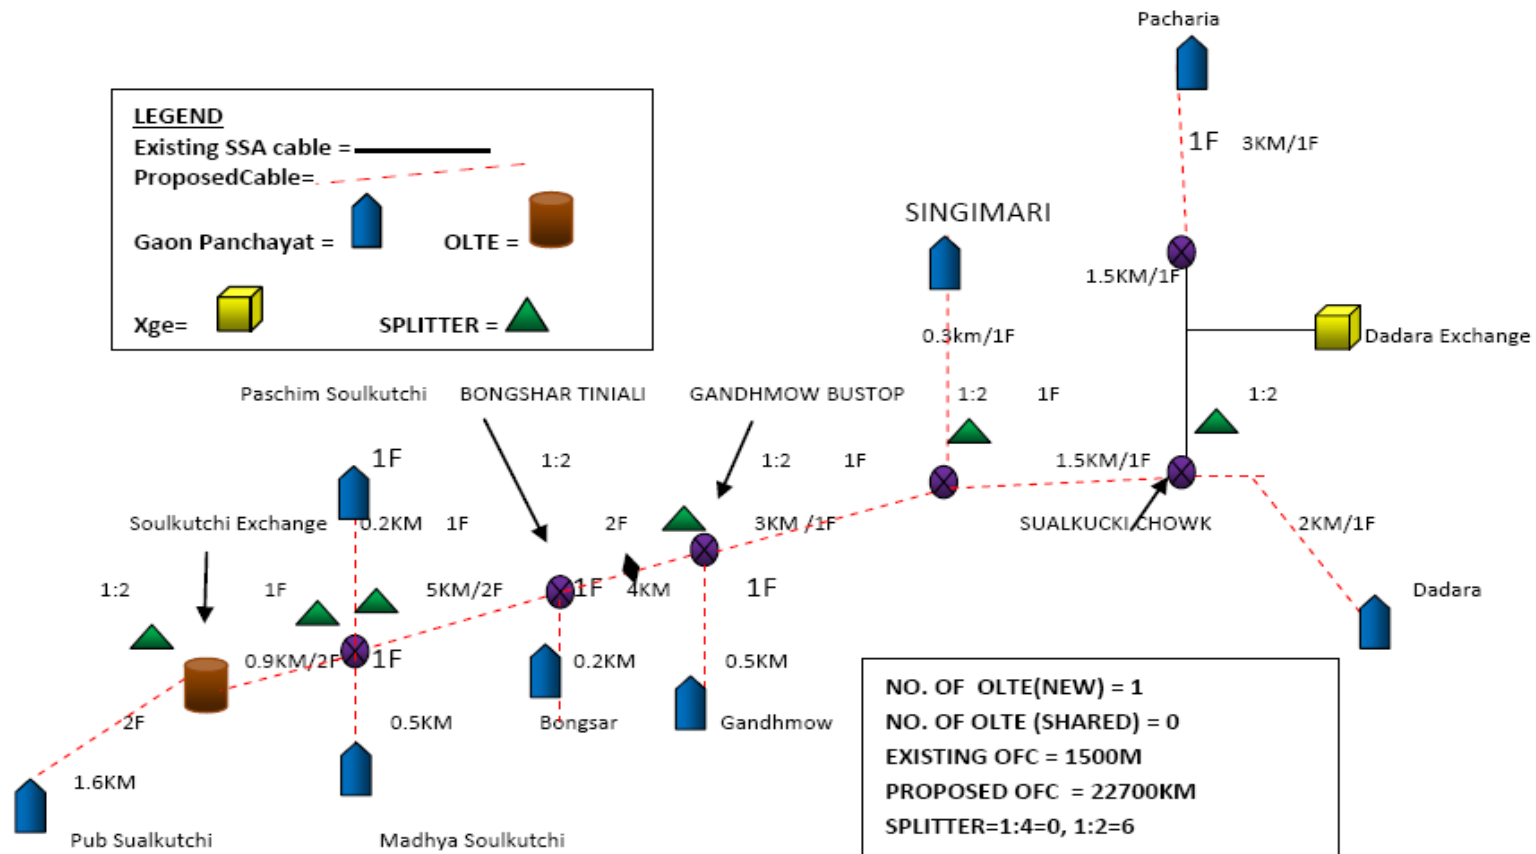 Pacharia
LEGEND
Existing SSA cable =
ProposedCable=
Gaon Panchayat =
OLTE =
Xge=
SPLITTER =
1F
3KM/1F
SINGIMARI
1.5KM/1F
0.3km/1F
Dadara Exchange
Paschim Soulkutchi
BONGSHAR TINIALI
GANDHMOW BUSTOP
1:2
1F
1:2
1F
1:2
1:2
1F
1.5KM/1F
Soulkutchi Exchange
0.2KM
1F
2F
3KM /1F
SUALKUCKI CHOWK
2KM/1F
1:2
1F
5KM/2F
1F
4KM
1F
Dadara
0.9KM/2F
1F
0.2KM
0.5KM
2F
0.5KM
Bongsar
Gandhmow
1.6KM
Pub Sualkutchi
Madhya Soulkutchi
NO. OF OLTE(NEW) = 1
NO. OF OLTE (SHARED) = 0
EXISTING OFC = 1500M
PROPOSED OFC = 22700KM
SPLITTER=1:4=0, 1:2=6